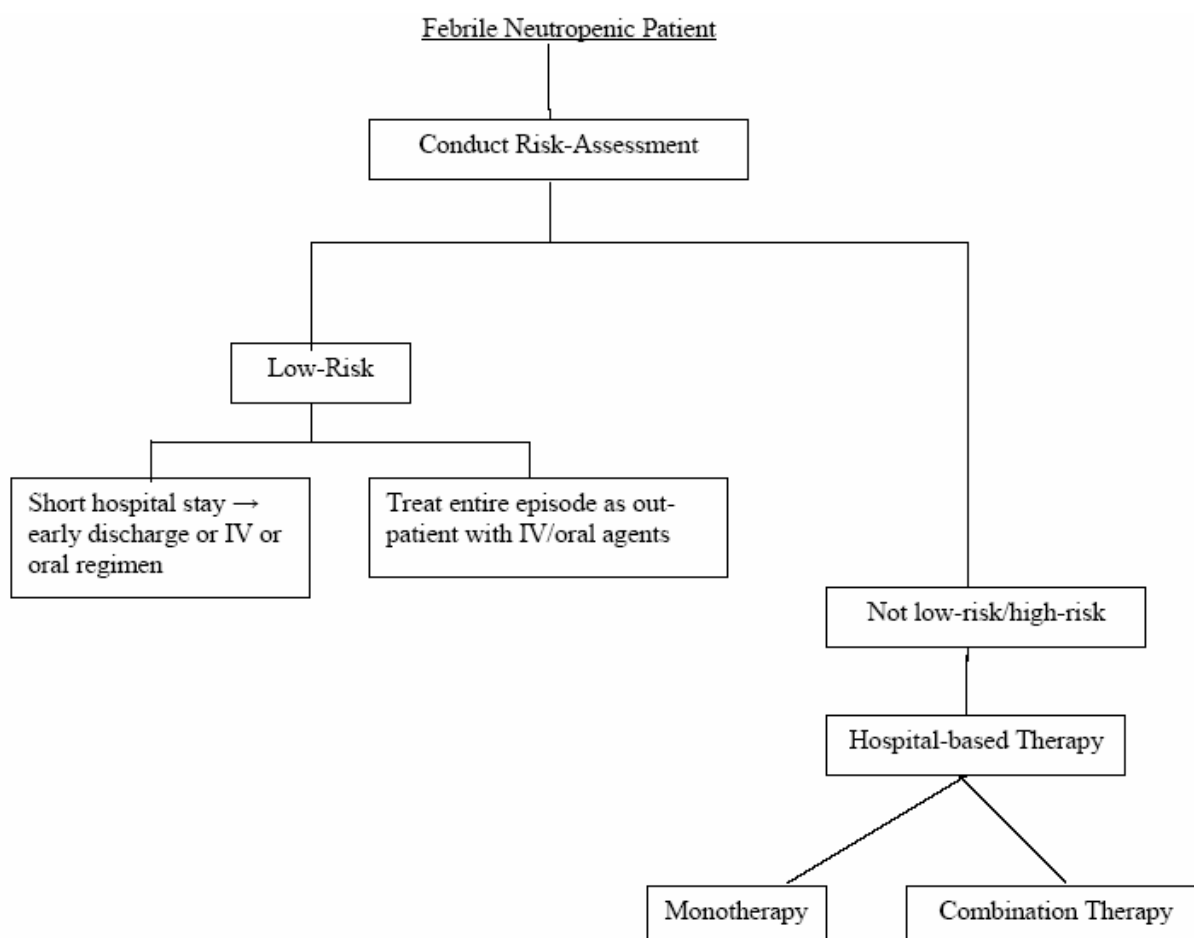 Febrile Neutropenic Patient
Conduct Risk-Assessment
Low-Risk
Short hospital stay →
early discharge or IV or
oral regimen
Treat entire episode as out-
patient with IV/oral agents
Not low-risk/high-risk
Hospital-based Therapy
Monotherapy
Combination Therapy